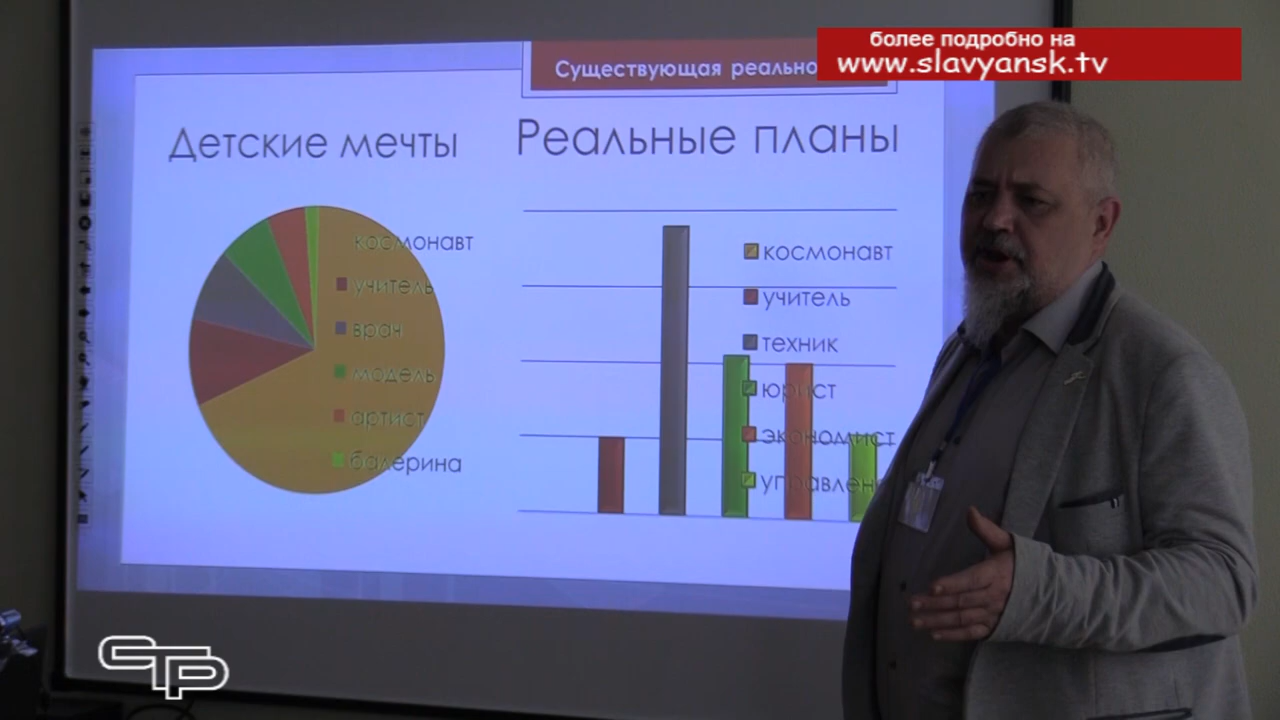 более подробно на
www.slavyansk.tv
Существующая реально
Детские мечты
Реальные планы
космонавт
учитель
врач
модель
артист
балерина
космонавт
учитель
техник
юрист
экономист
управлен
СТР